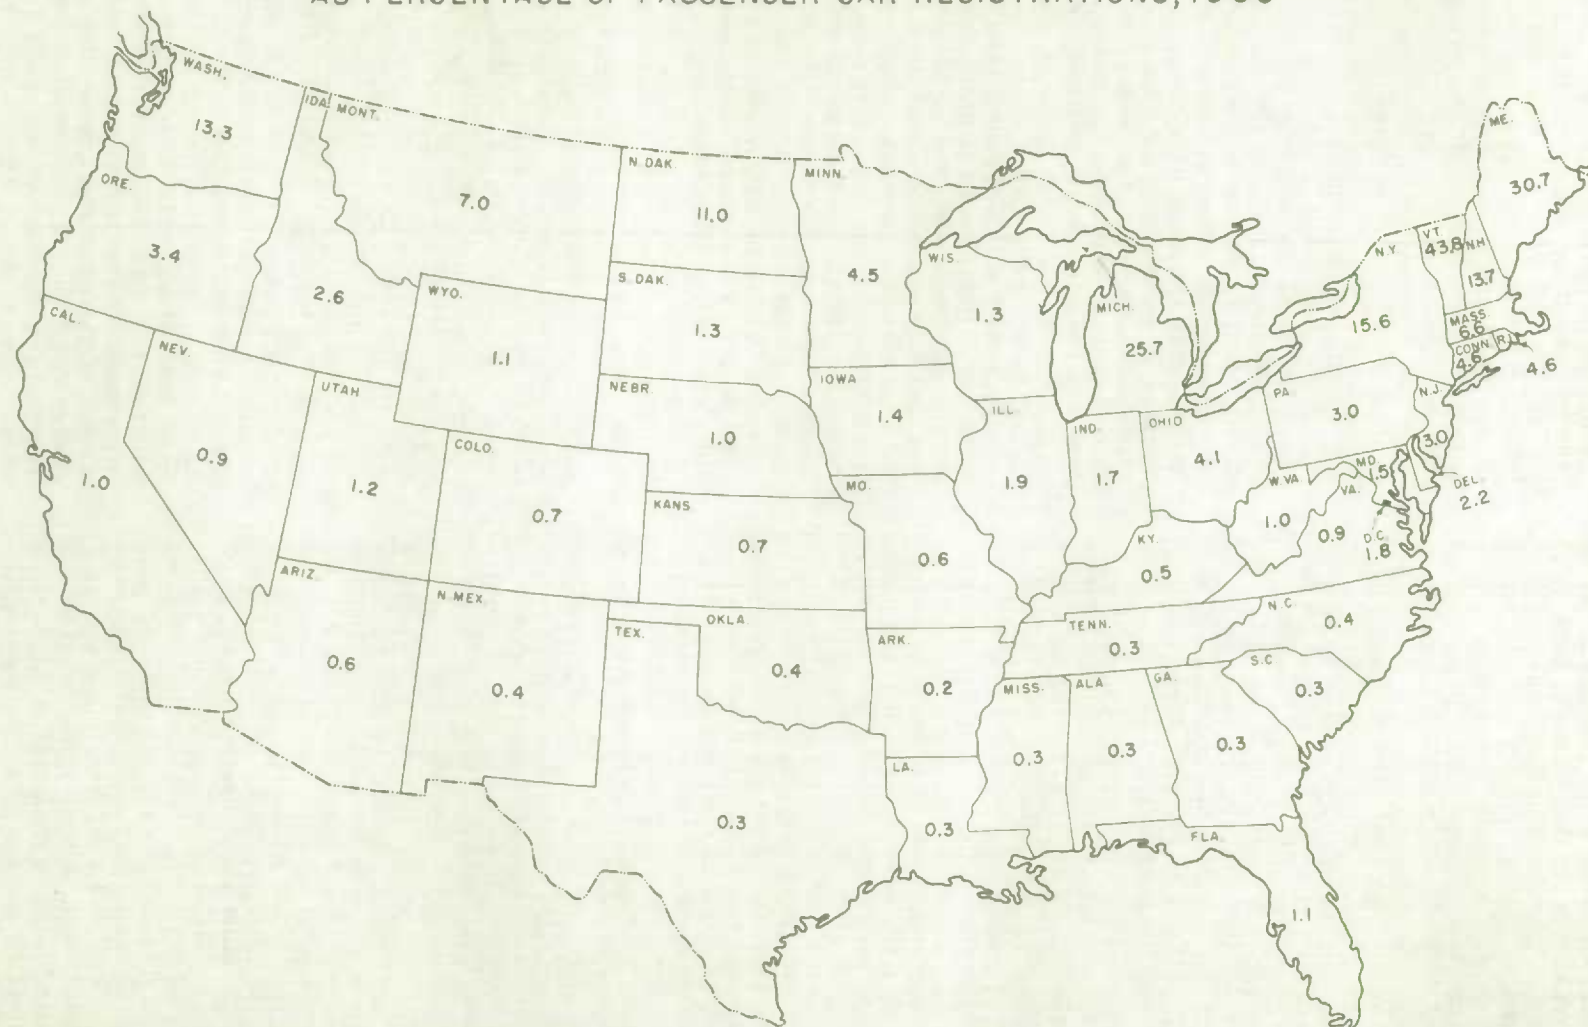 AS PERCENTAGE OF PASSENGER CAR REGISTRATIONS,
WASH.
13.3
IDA.
MONT.
7.0
N. DAK.
11.0
MINN.
4.5
ME.
30.7
ORE.
3.4
2.6
WYO.
1.1
S. DAK.
1.3
WIS.
1.3
MICH.
25.7
N.Y.
15.6
VT.
43.8
N.H.
13.7
MASS.
6.6
CONN.
4.6
R.I.
4.6
CAL.
1.0
NEV.
0.9
UTAH
1.2
COLO.
0.7
NEBR.
1.0
IOWA
1.4
ILL.
1.9
IND.
1.7
OHIO
4.1
PA.
3.0
N.J.
3.0
MD.
1.5
DEL.
2.2
W. VA.
1.0
VA.
0.9
D.C.
1.8
KANS.
0.7
MO.
0.6
KY.
0.5
ARIZ.
0.6
N. MEX.
0.4
TEX.
0.3
OKLA.
0.4
ARK.
0.2
TENN.
0.3
N.C.
0.4
S.C.
0.3
MISS.
0.3
ALA.
0.3
GA.
0.3
LA.
0.3
FLA.
1.1